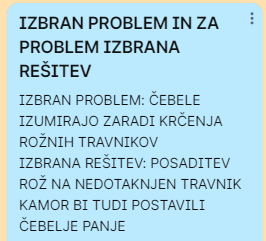 IZBRAN PROBLEM IN ZA
PROBLEM IZBRANA
REŠITEV
IZBRAN PROBLEM: ČEBELE
IZUMIRAJO ZARADI KRČENJA
ROŽNIH TRAVNIKOV
IZBRANA REŠITEV: POSADITEV
ROŽ NA NEDOTAKNJEN TRAVNIK
KAMOR BI TUDI POSTAVILI
ČEBELJE PANJE